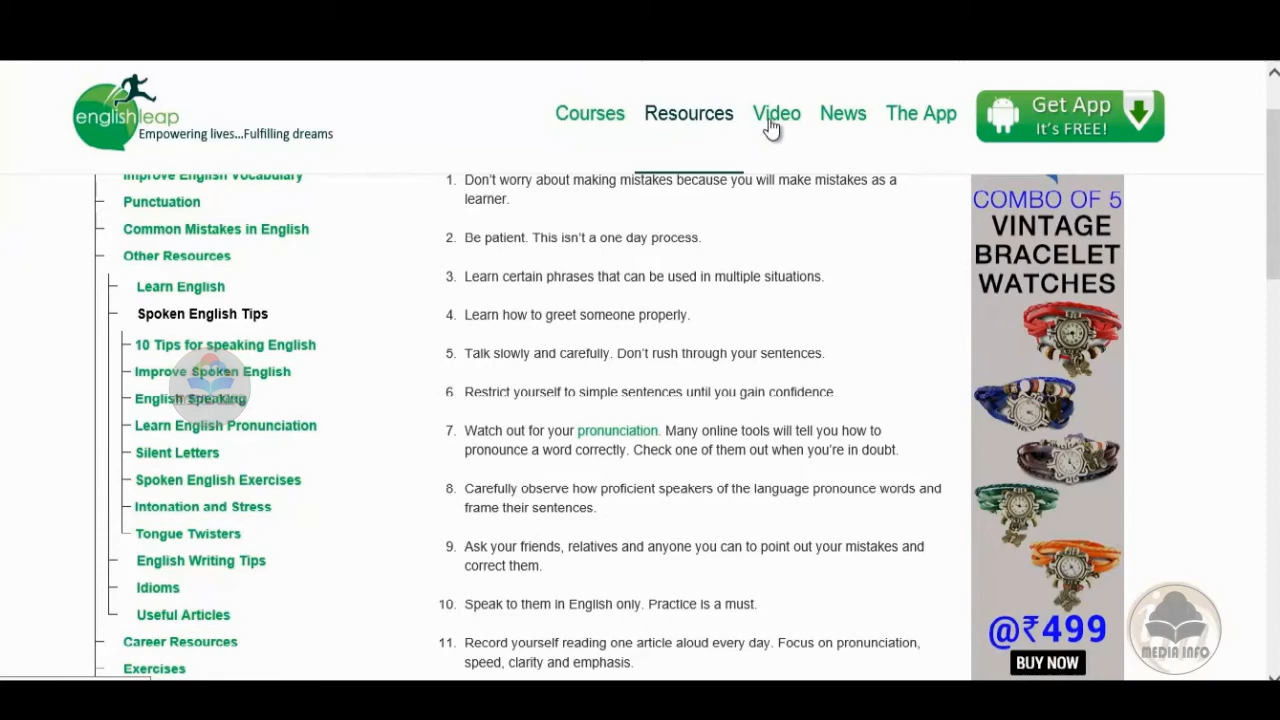 englishleap
Empowering lives...Fulfilling dreams
Courses
Resources
Video
News
The App
Get App
It's FREE!
Improve English Vocabulary
Punctuation
Common Mistakes in English
Other Resources
Learn English
Spoken English Tips
10 Tips for speaking English
Improve Spoken English
English Speaking
Learn English Pronunciation
Silent Letters
Spoken English Exercises
Intonation and Stress
Tongue Twisters
English Writing Tips
Idioms
Useful Articles
Career Resources
Exercises
1. Don't worry about making mistakes because you will make mistakes as a
learner.
2. Be patient. This isn't a one day process.
3. Learn certain phrases that can be used in multiple situations.
4. Learn how to greet someone properly.
5. Talk slowly and carefully. Don't rush through your sentences.
6 Restrict yourself to simple sentences until you gain confidence
7. Watch out for your pronunciation. Many online tools will tell you how to
pronounce a word correctly. Check one of them out when you're in doubt.
8. Carefully observe how proficient speakers of the language pronounce words and
frame their sentences.
9. Ask your friends, relatives and anyone you can to point out your mistakes and
correct them.
10. Speak to them in English only. Practice is a must.
11. Record yourself reading one article aloud every day. Focus on pronunciation,
speed, clarity and emphasis.
COMBO OF 5
VINTAGE
BRACELET
WATCHES
@₹499
BUY NOW
MEDIA INFO